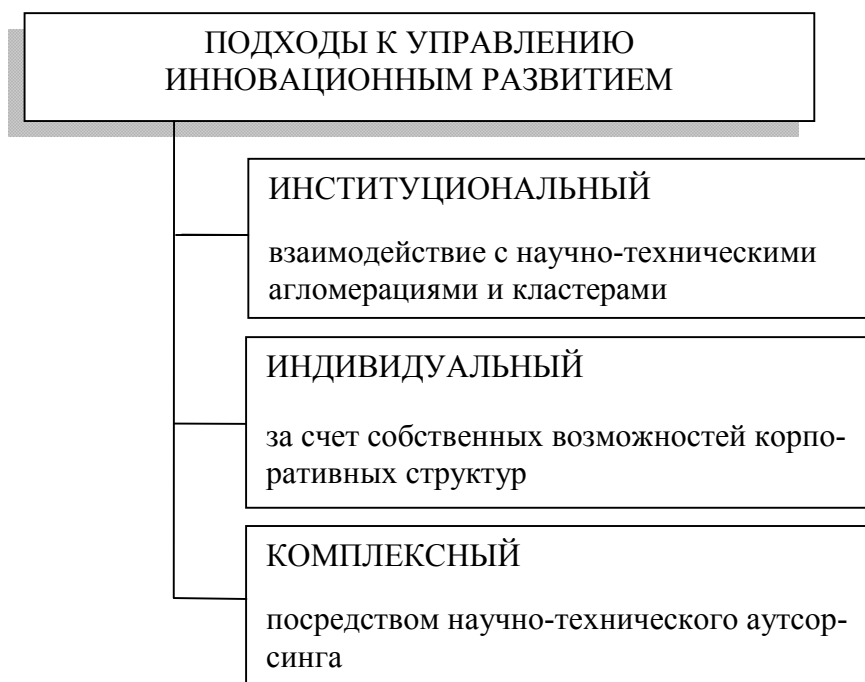 ПОДХОДЫ К УПРАВЛЕНИЮ
ИННОВАЦИОННЫМ РАЗВИТИЕМ
ИНСТИТУЦИОНАЛЬНЫЙ
взаимодействие с научно-техническими
агломерациями и кластерами
ИНДИВИДУАЛЬНЫЙ
за счет собственных возможностей корпо-
ративных структур
КОМПЛЕКСНЫЙ
посредством научно-технического аутсор-
синга